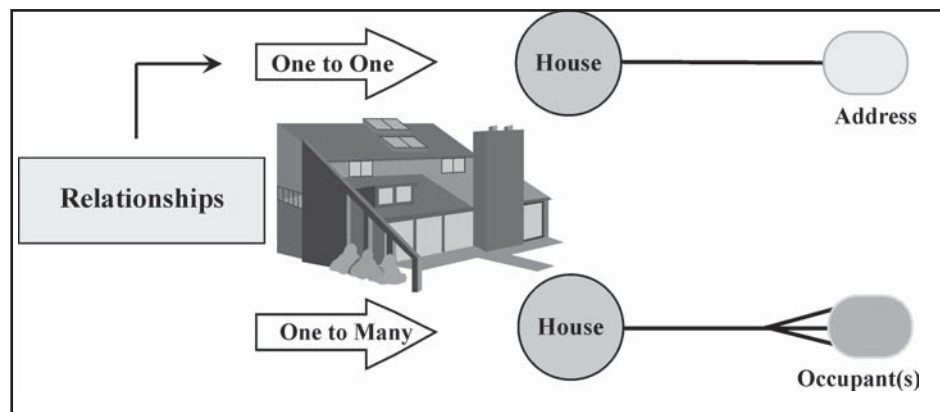 One to One
House
Address
Relationships
One to Many
House
Occupant(s)